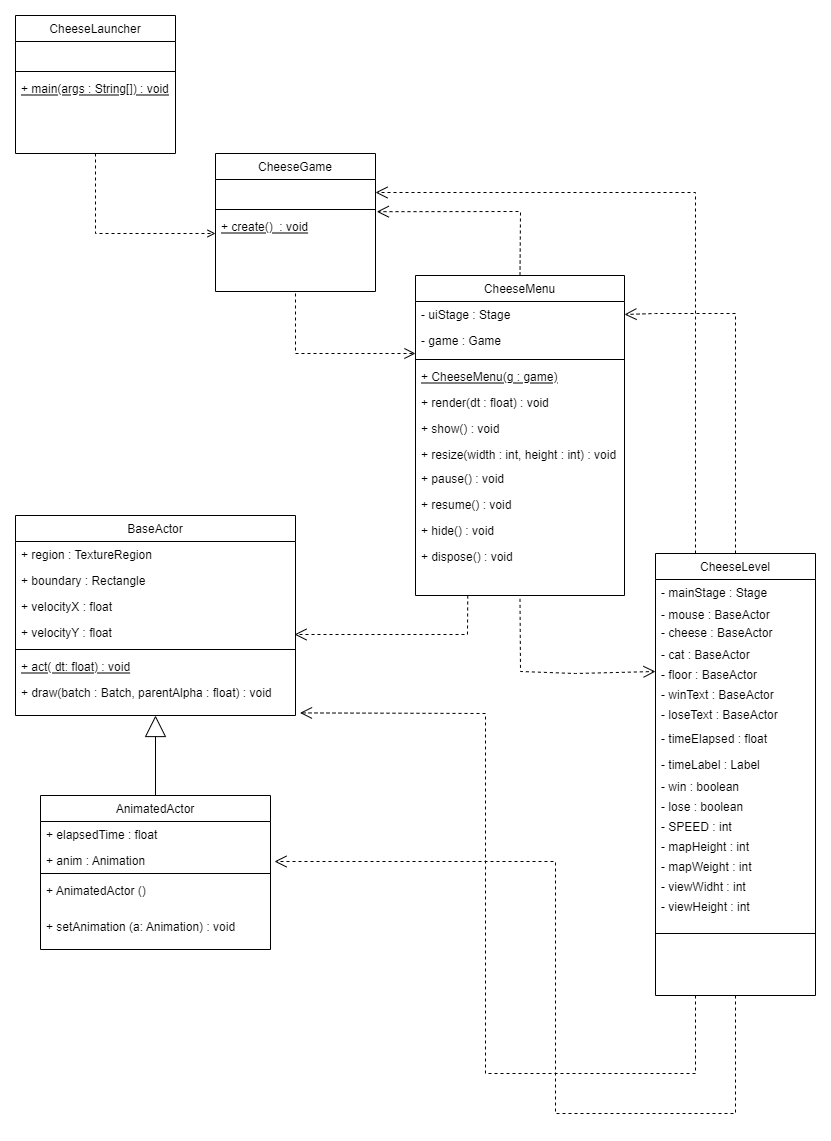 CheeseLauncher
+ main(args : String[]) : void
CheeseGame
+ create()  : void
CheeseMenu
- uiStage : Stage
- game : Game
+ CheeseMenu(g : game)
+ render(dt : float) : void
+ show() : void
+ resize(width : int, height : int) : void
+ pause() : void
+ resume() : void
+ hide() : void
+ dispose() : void
BaseActor
+ region : TextureRegion
+ boundary : Rectangle
+ velocityX : float
+ velocityY : float
+ act( dt: float) : void
+ draw(batch : Batch, parentAlpha : float) : void
CheeseLevel
- mainStage : Stage
- mouse : BaseActor
- cheese : BaseActor
- cat : BaseActor
- floor : BaseActor
- winText : BaseActor
- loseText : BaseActor
- timeElapsed : float
- timeLabel : Label
- win : boolean
- lose : boolean
- SPEED : int
- mapHeight : int
- mapWeight : int
- viewWidht : int
- viewHeight : int
AnimatedActor
+ elapsedTime : float
+ anim : Animation
+ AnimatedActor ()
+ setAnimation (a: Animation) : void